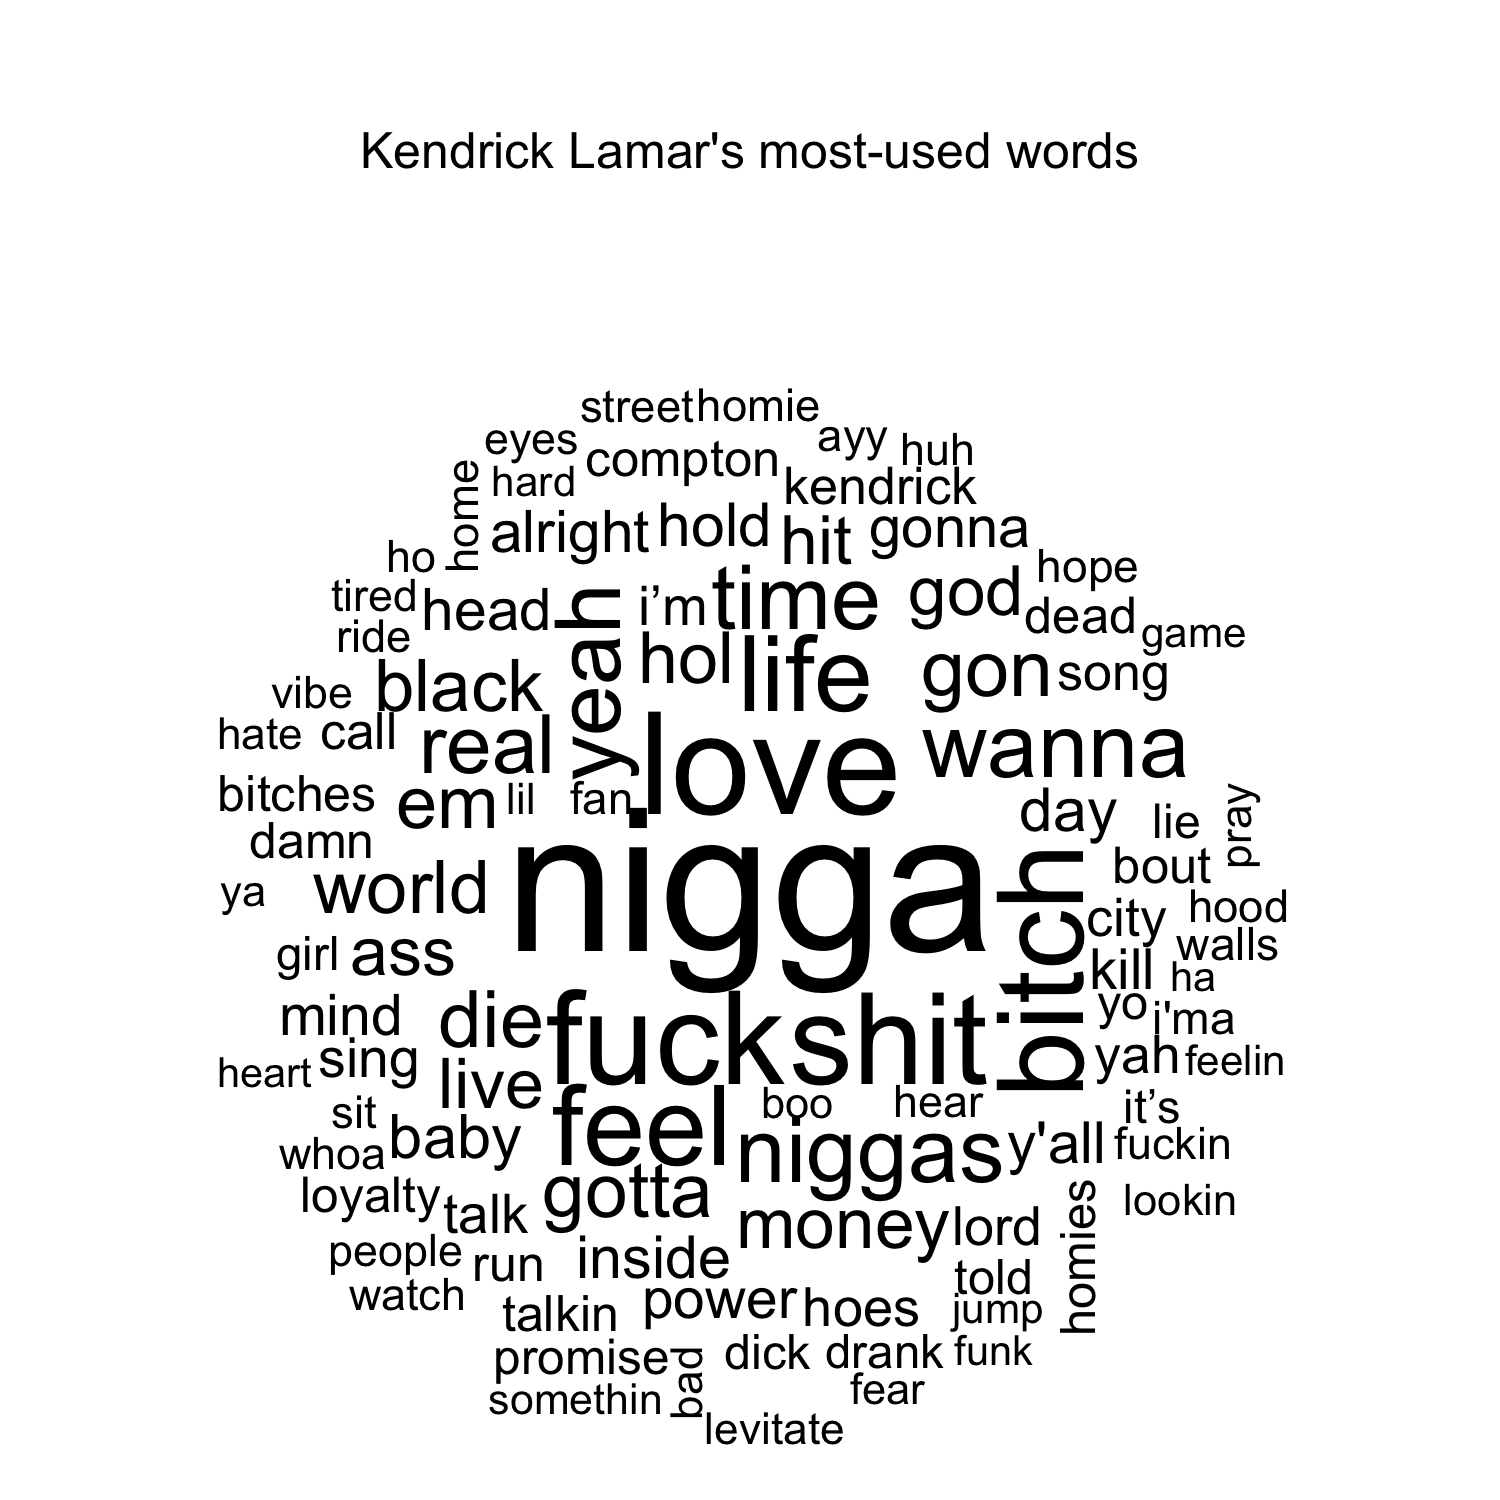 Kendrick Lamar's most-used words
street homie
eyes
ayy
huh
compton
hard
home
kendrick
alright
hold
hit
gonna
ho
hope
tired
head
yeah
i’m
time
god
dead
game
ride
hol
life
gon
song
vibe
black
hate
call
real
love
wanna
bitches
em
lil
fan
day
lie
pray
damn
nigga
bitch
bout
ya
world
city
hood
walls
girl
ass
kill
ha
mind
die
fuck
shit
yo
i'ma
heart
sing
live
yah
feelin
sit
feel
boo
hear
it’s
whoa
baby
niggas
y'all
fuckin
loyalty
talk
gotta
money
lord
homies
lookin
people
run
inside
told
watch
talkin
power
hoes
jump
promise
bad
dick
drank
funk
somethin
fear
levitate